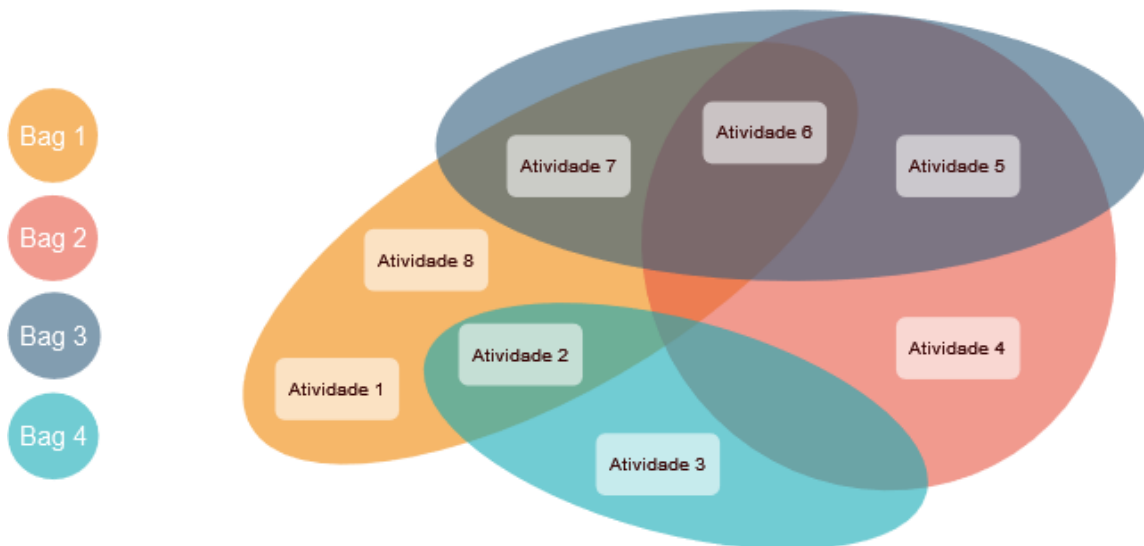 Bag 1
Bag 2
Bag 3
Bag 4
Atividade 6
Atividade 7
Atividade 5
Atividade 8
Atividade 2
Atividade 4
Atividade 1
Atividade 3